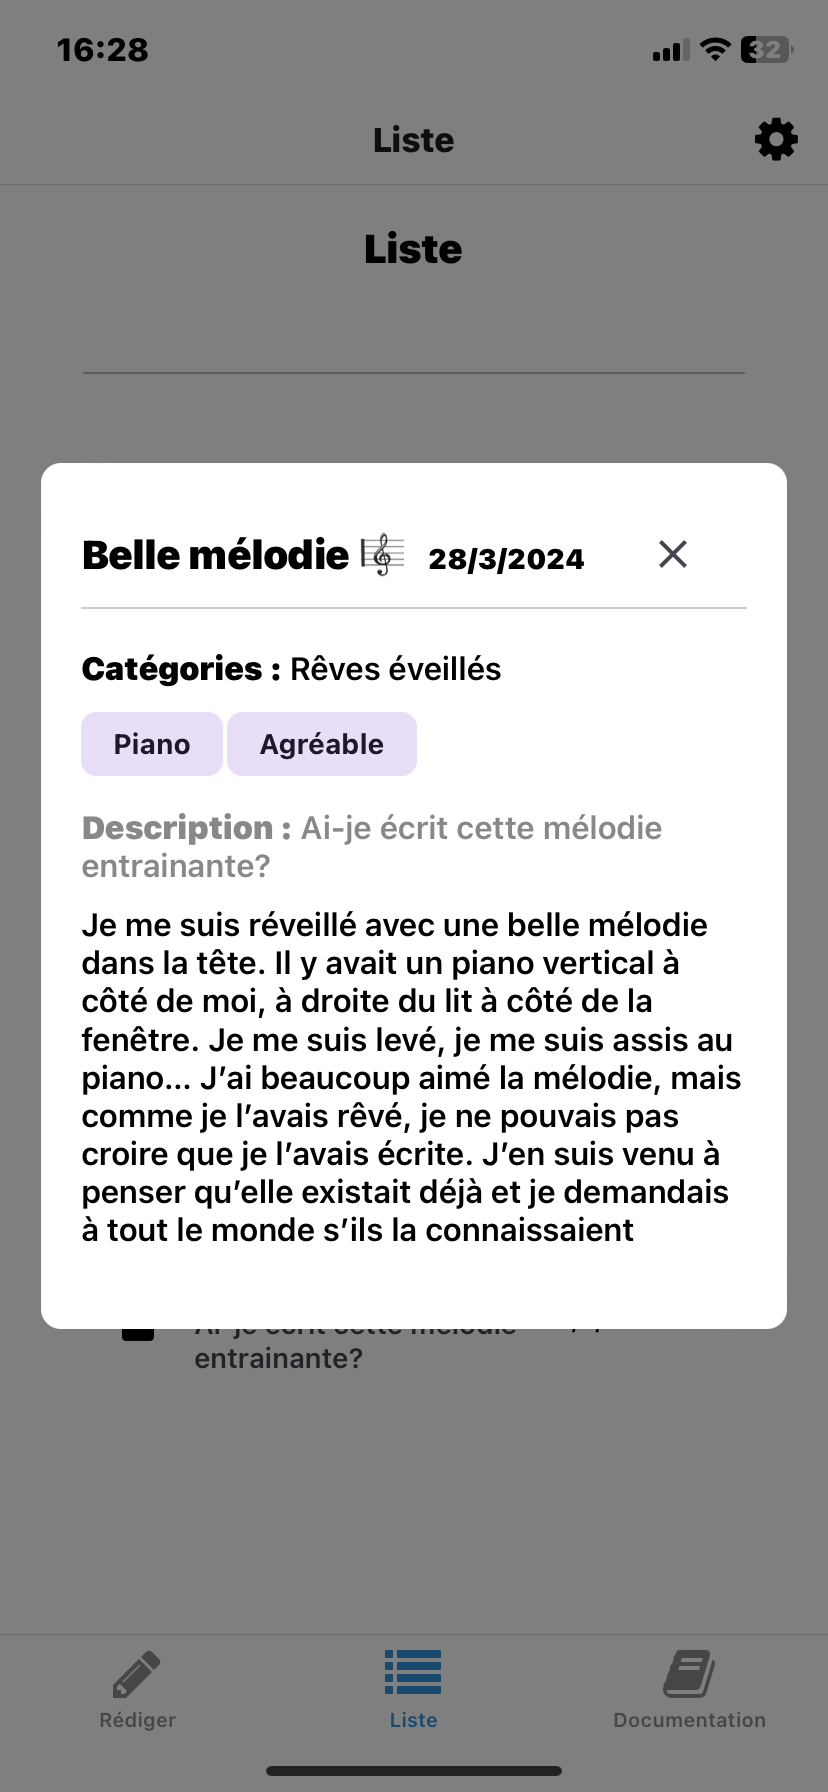 16:28
32
Liste
Liste
Belle mélodie 🎼 28/3/2024
Catégories : Rêves éveillés
Piano Agréable
Description : Ai-je écrit cette mélodie
entrainante?
Je me suis réveillé avec une belle mélodie
dans la tête. Il y avait un piano vertical à
côté de moi, à droite du lit à côté de la
fenêtre. Je me suis levé, je me suis assis au
piano... J'ai beaucoup aimé la mélodie, mais
comme je l'avais rêvé, je ne pouvais pas
croire que je l'avais écrite. J'en suis venu à
penser qu'elle existait déjà et je demandais
à tout le monde s'ils la connaissaient
Ai-je écrit cette mélodie
entrainante?
Rédiger
Liste
Documentation